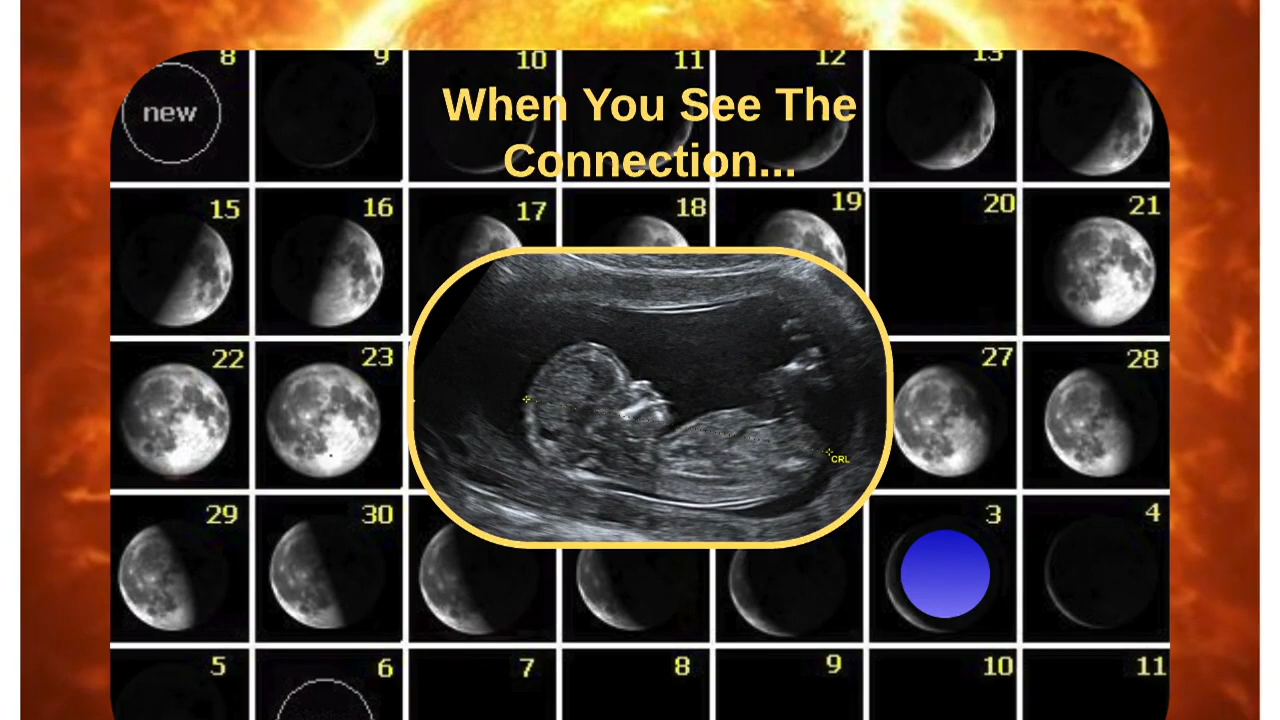 8 9 10 11 12 13
new
When You See The
Connection...
15 16 17 18 19 20 21
22 23 27 28
CRL
29 30 3 4
5 6 7 8 9 10 11